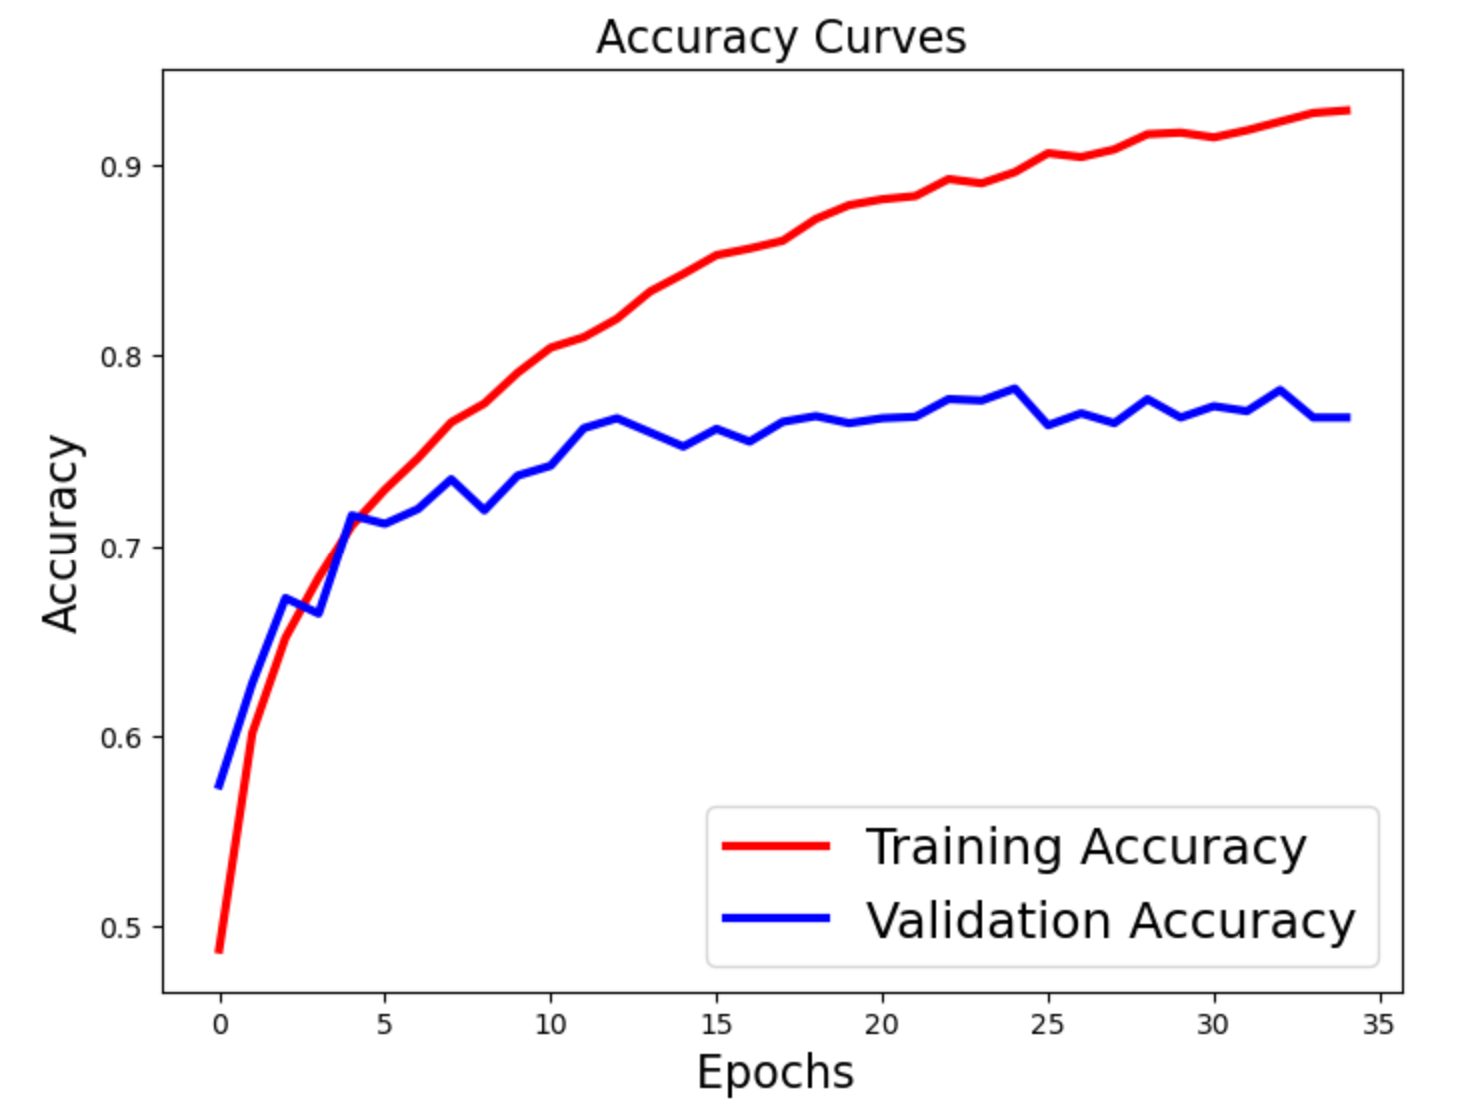 Accuracy Curves
Accuracy
0.9
0.8
0.7
0.6
0.5
Training Accuracy
Validation Accuracy
0 5 10 15 20 25 30 35
Epochs